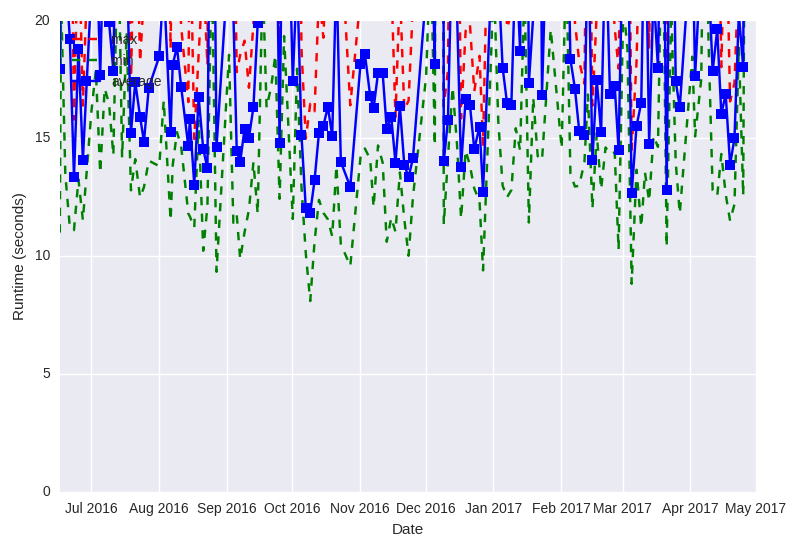 20
max
min
average
15
10
5
0
Runtime (seconds)
Jul 2016 Aug 2016 Sep 2016 Oct 2016 Nov 2016 Dec 2016 Jan 2017 Feb 2017 Mar 2017 Apr 2017 May 2017
Date